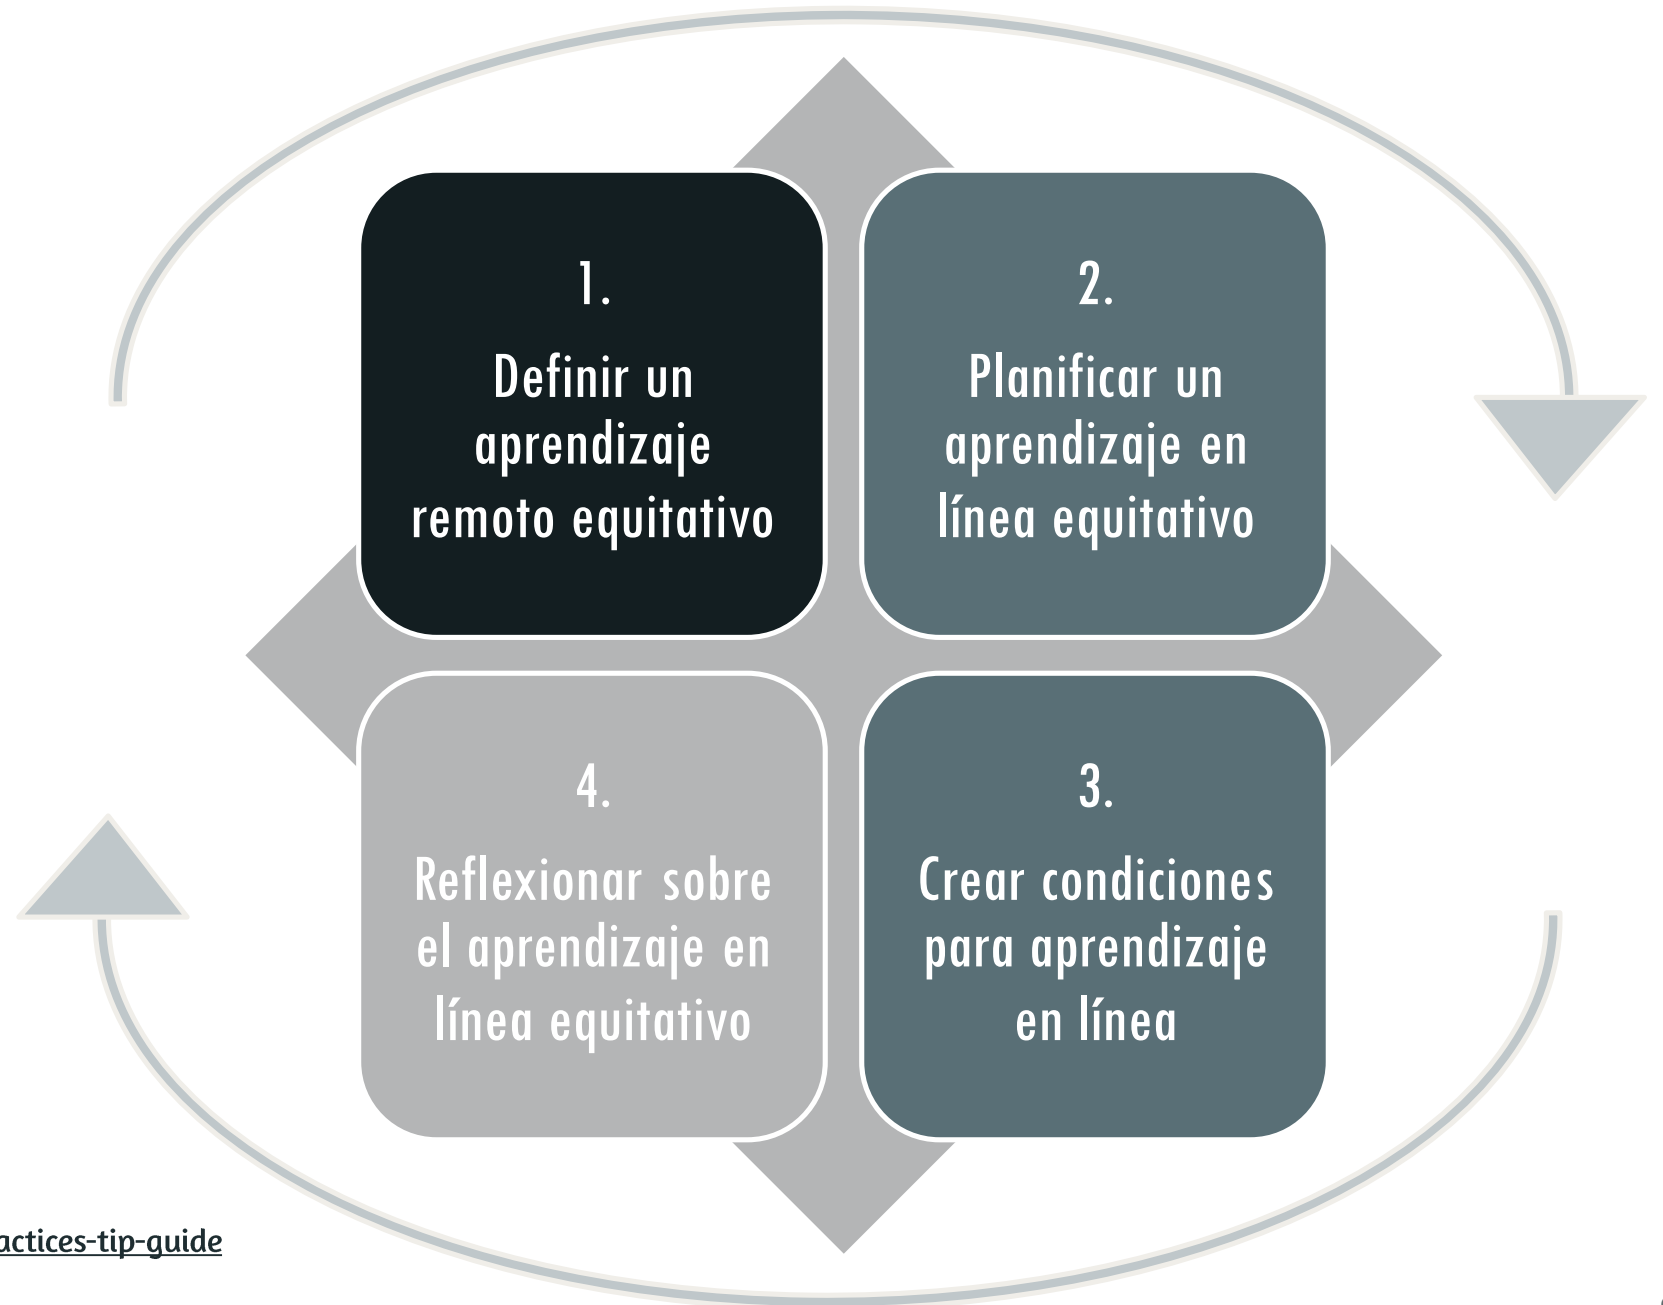 1.
Definir un
aprendizaje
remoto equitativo
2.
Planificar un
aprendizaje en
línea equitativo
4.
Reflexionar sobre
el aprendizaje en
línea equitativo
3.
Crear condiciones
para aprendizaje
en línea
actices-tip-guide